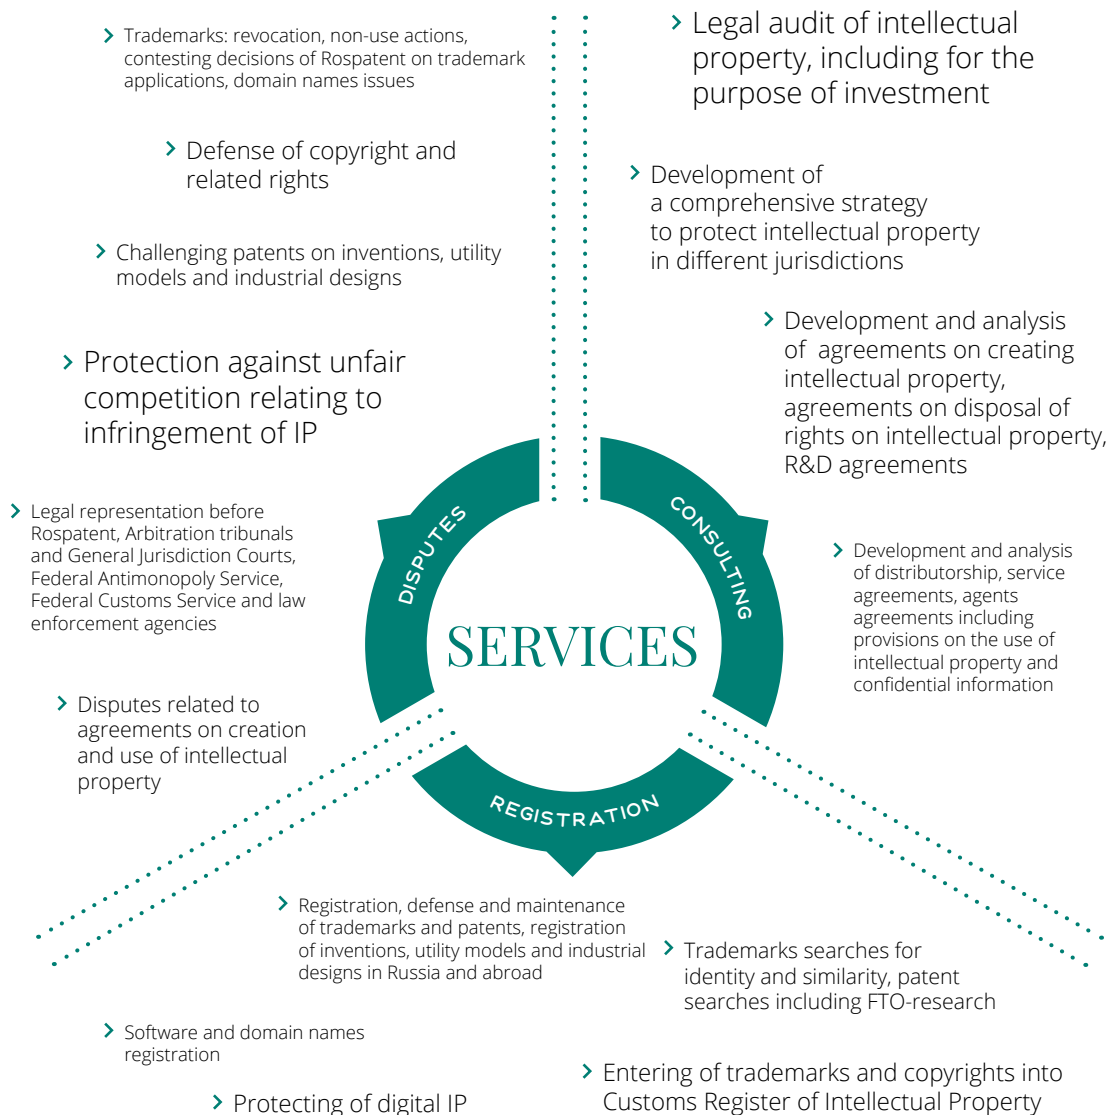 Trademarks: revocation, non-use actions,
contesting decisions of Rospatent on trademark
applications, domain names issues
Defense of copyright and
related rights
Challenging patents on inventions, utility
models and industrial designs
Protection against unfair
competition relating to
infringement of IP
Legal representation before
Rospatent, Arbitration tribunals
and General Jurisdiction Courts,
Federal Antimonopoly Service,
Federal Customs Service and law
enforcement agencies
Disputes related to
agreements on creation
and use of intellectual
property
Legal audit of intellectual
property, including for the
purpose of investment
Development of
a comprehensive strategy
to protect intellectual property
in different jurisdictions
Development and analysis
of agreements on creating
intellectual property,
agreements on disposal of
rights on intellectual property,
R&D agreements
Development and analysis
of distributorship, service
agreements, agents
agreements including
provisions on the use of
intellectual property and
confidential information
DISPUTES
CONSULTING
SERVICES
REGISTRATION
Registration, defense and maintenance
of trademarks and patents, registration
of inventions, utility models and industrial
designs in Russia and abroad
Trademarks searches for
identity and similarity, patent
searches including FTO-research
Software and domain names
registration
Protecting of digital IP
Entering of trademarks and copyrights into
Customs Register of Intellectual Property